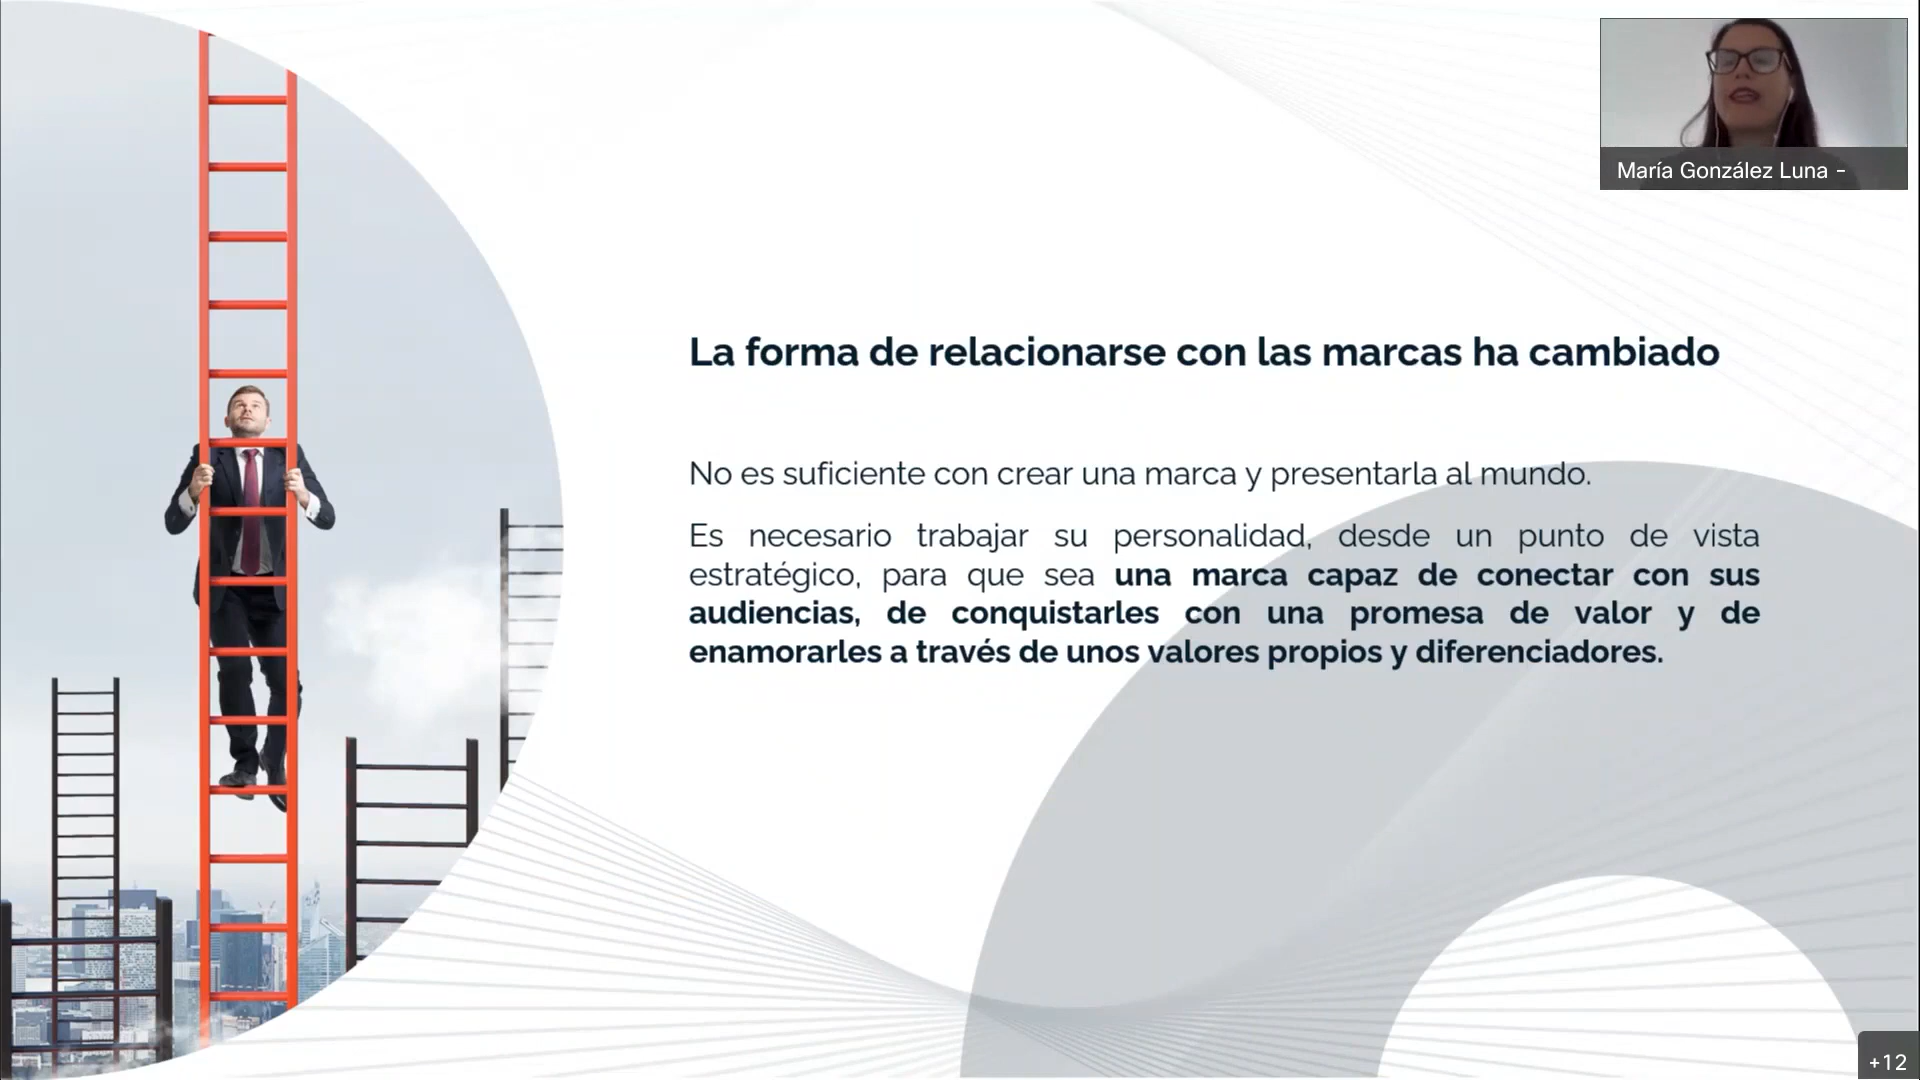 María González Luna -
La forma de relacionarse con las marcas ha cambiado
No es suficiente con crear una marca y presentarla al mundo.
Es necesario trabajar su personalidad, desde un punto de vista
estratégico, para que sea una marca capaz de conectar con sus
audiencias, de conquistarles con una promesa de valor y de
enamorarles a través de unos valores propios y diferenciadores.
+12